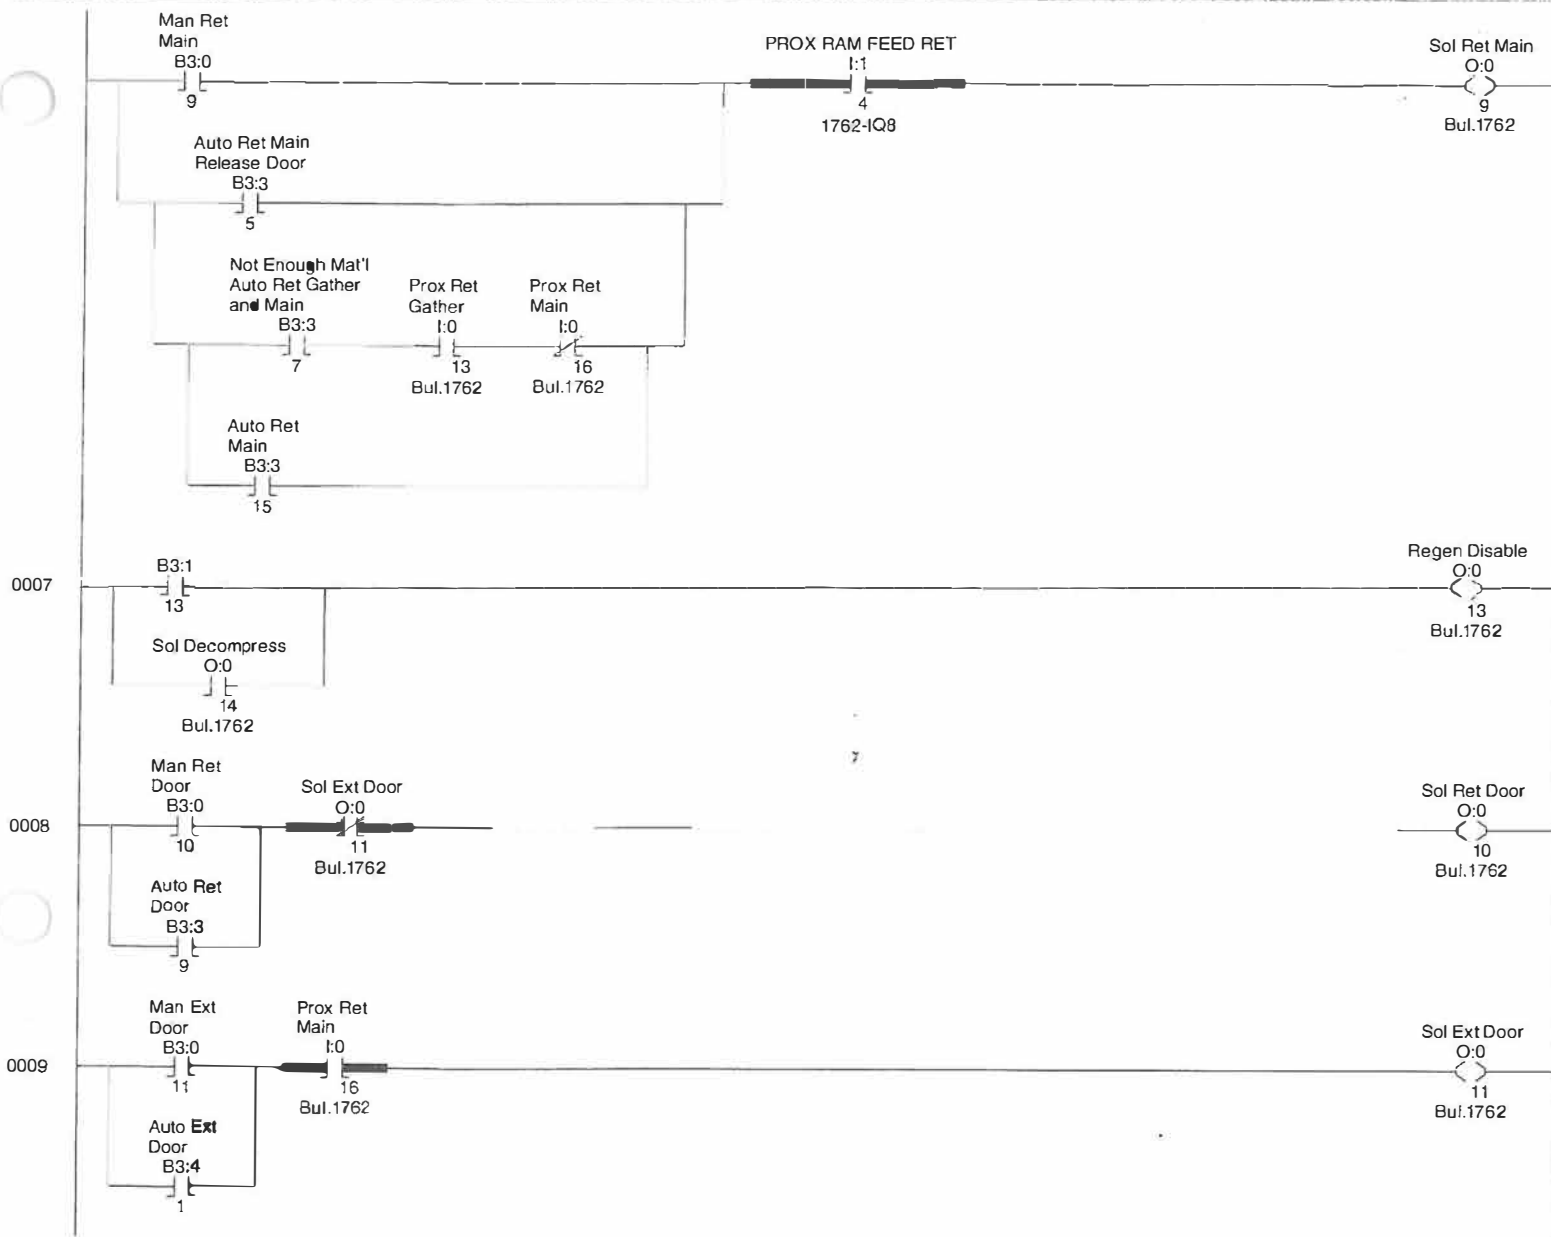 Man Ret
Main
B3:0
9
PROX RAM FEED RET
I:1
4
1762-IQ8
Sol Ret Main
O:0
9
Bul.1762
Auto Ret Main
Release Door
B3:3
5
Not Enough Mat'l
Auto Ret Gather
and Main
B3:3
7
Prox Ret
Gather
I:0
13
Bul.1762
Prox Ret
Main
I:0
16
Bul.1762
Auto Ret
Main
B3:3
15
0007
B3:1
13
Regen Disable
O:0
13
Bul.1762
Sol Decompress
O:0
14
Bul.1762
0008
Man Ret
Door
B3:0
10
Sol Ext Door
O:0
11
Bul.1762
Sol Ret Door
O:0
10
Bul.1762
Auto Ret
Door
B3:3
9
0009
Man Ext
Door
B3:0
11
Prox Ret
Main
I:0
16
Bul.1762
Sol Ext Door
O:0
11
Bul.1762
Auto Ext
Door
B3:4
1